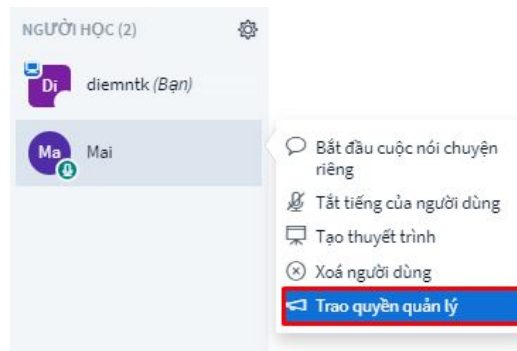 NGƯỜI HỌC (2)
Di diemntk (Bạn)
Ma Mai
Bắt đầu cuộc nói chuyện
riêng
Tắt tiếng của người dùng
Tạo thuyết trình
Xoá người dùng
Trao quyền quản lý